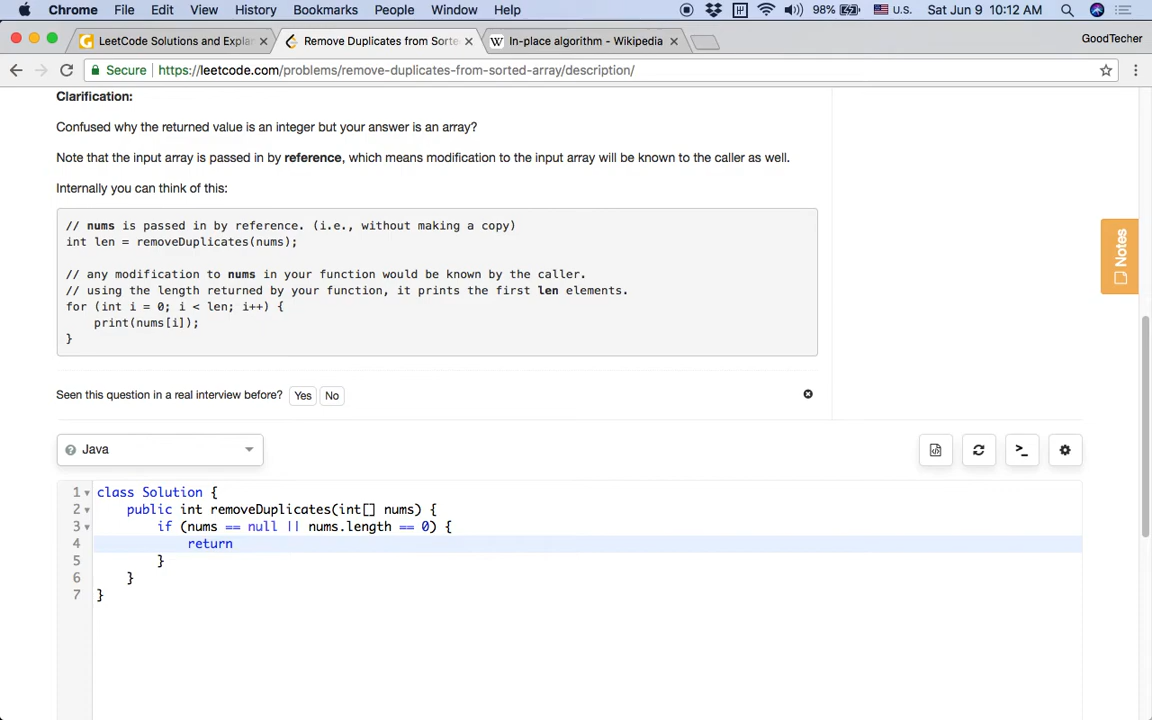 Chrome File Edit View History Bookmarks People Window Help 98% U.S. Sat Jun 9 10:12 AM
LeetCode Solutions and Expla Remove Duplicates from Sorte W In-place algorithm - Wikipedia GoodTecher
Secure https://leetcode.com/problems/remove-duplicates-from-sorted-array/description/
Clarification:
Confused why the returned value is an integer but your answer is an array?
Note that the input array is passed in by reference, which means modification to the input array will be known to the caller as well.
Internally you can think of this:
// nums is passed in by reference. (i.e., without making a copy)
int len = removeDuplicates(nums);
// any modification to nums in your function would be known by the caller.
// using the length returned by your function, it prints the first len elements.
for (int i = 0; i < len; i++) {
    print(nums[i]);
}
Notes
Seen this question in a real interview before? Yes No
? Java >_
1 class Solution {
2     public int removeDuplicates(int[] nums) {
3         if (nums == null || nums.length == 0) {
4             return
5         }
6     }
7 }